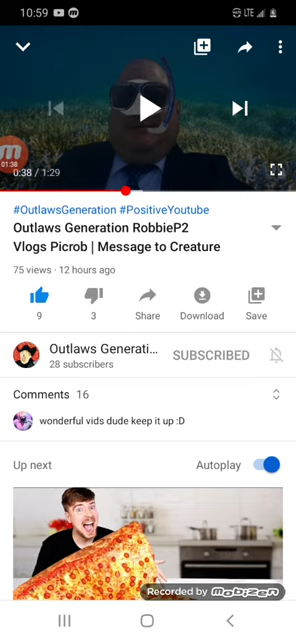 10:59
LTE
01:38
0:38 / 1:29
#OutlawsGeneration #PositiveYoutube
Outlaws Generation RobbieP2
Vlogs Picrob | Message to Creature
75 views · 12 hours ago
9
3
Share
Download
Save
Outlaws Generati...
SUBSCRIBED
28 subscribers
Comments 16
wonderful vids dude keep it up :D
Up next
Autoplay
Recorded by mobizen